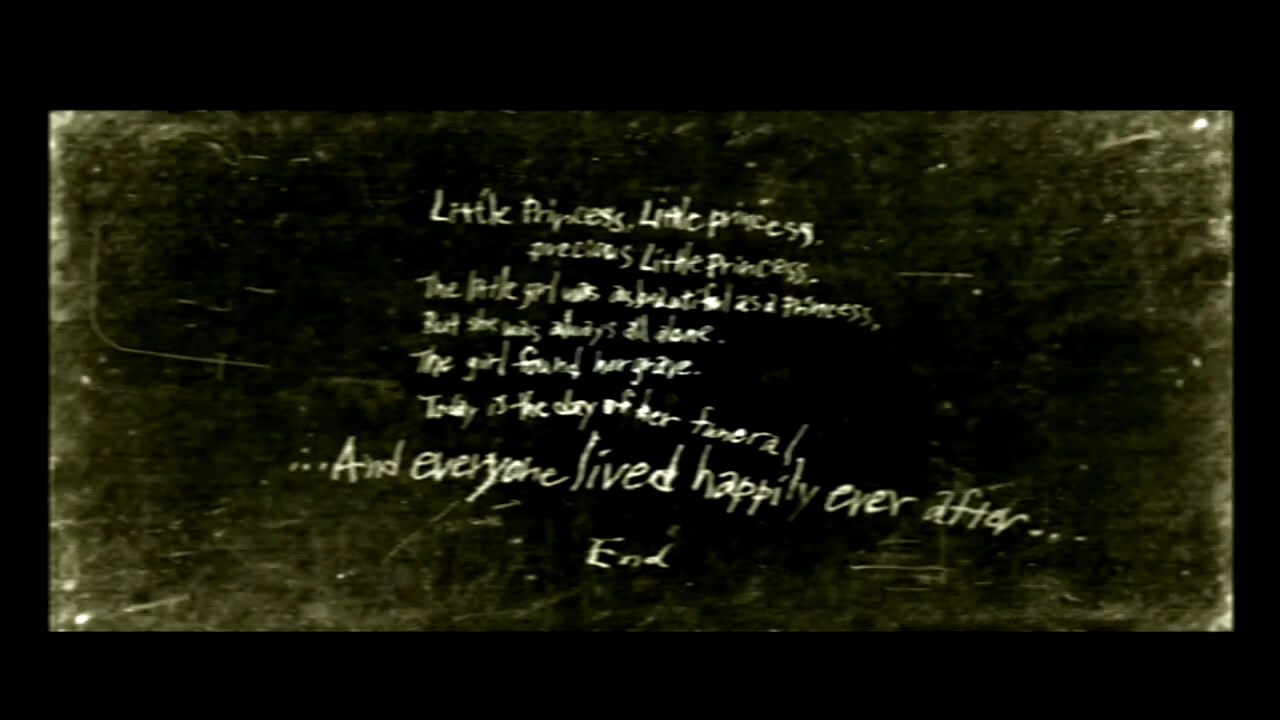 Little Princess, Little princess,
precious Little Princess.
The little girl was as beautiful as a Princess,
But she was always all alone.
The girl found her grave.
Today is the day of her funeral,
...And everyone lived happily ever after...
End